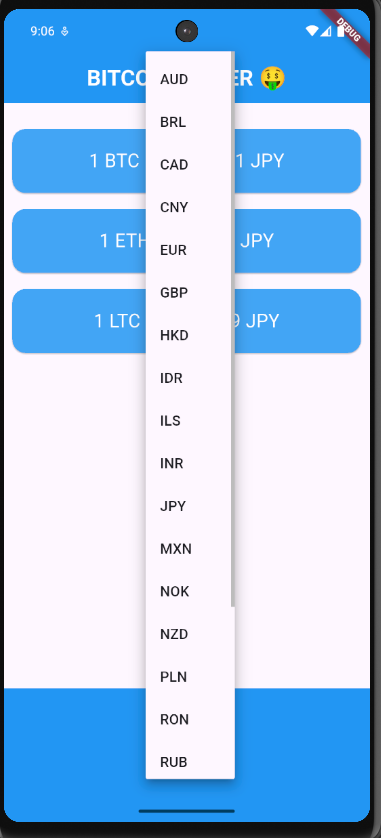 9:06
DEBUG
BITCO ER 🤑
AUD
BRL
1 BTC 1 JPY
CAD
CNY
1 ETH JPY
EUR
GBP
1 LTC 9 JPY
HKD
IDR
ILS
INR
JPY
MXN
NOK
NZD
PLN
RON
RUB